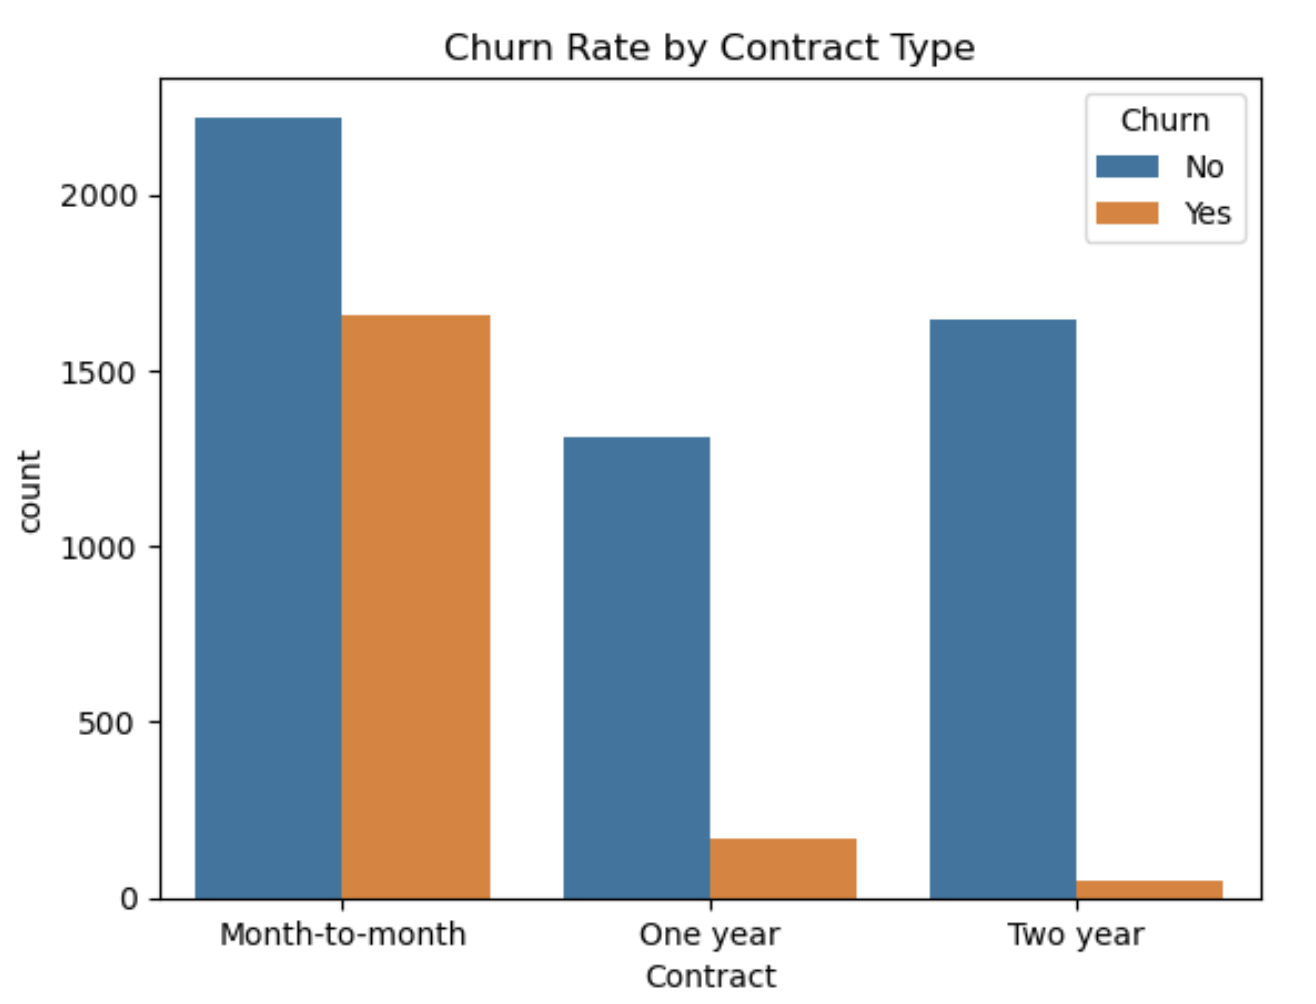 Churn Rate by Contract Type
Churn
No
Yes
2000
1500
1000
500
0
count
Month-to-month
One year
Two year
Contract